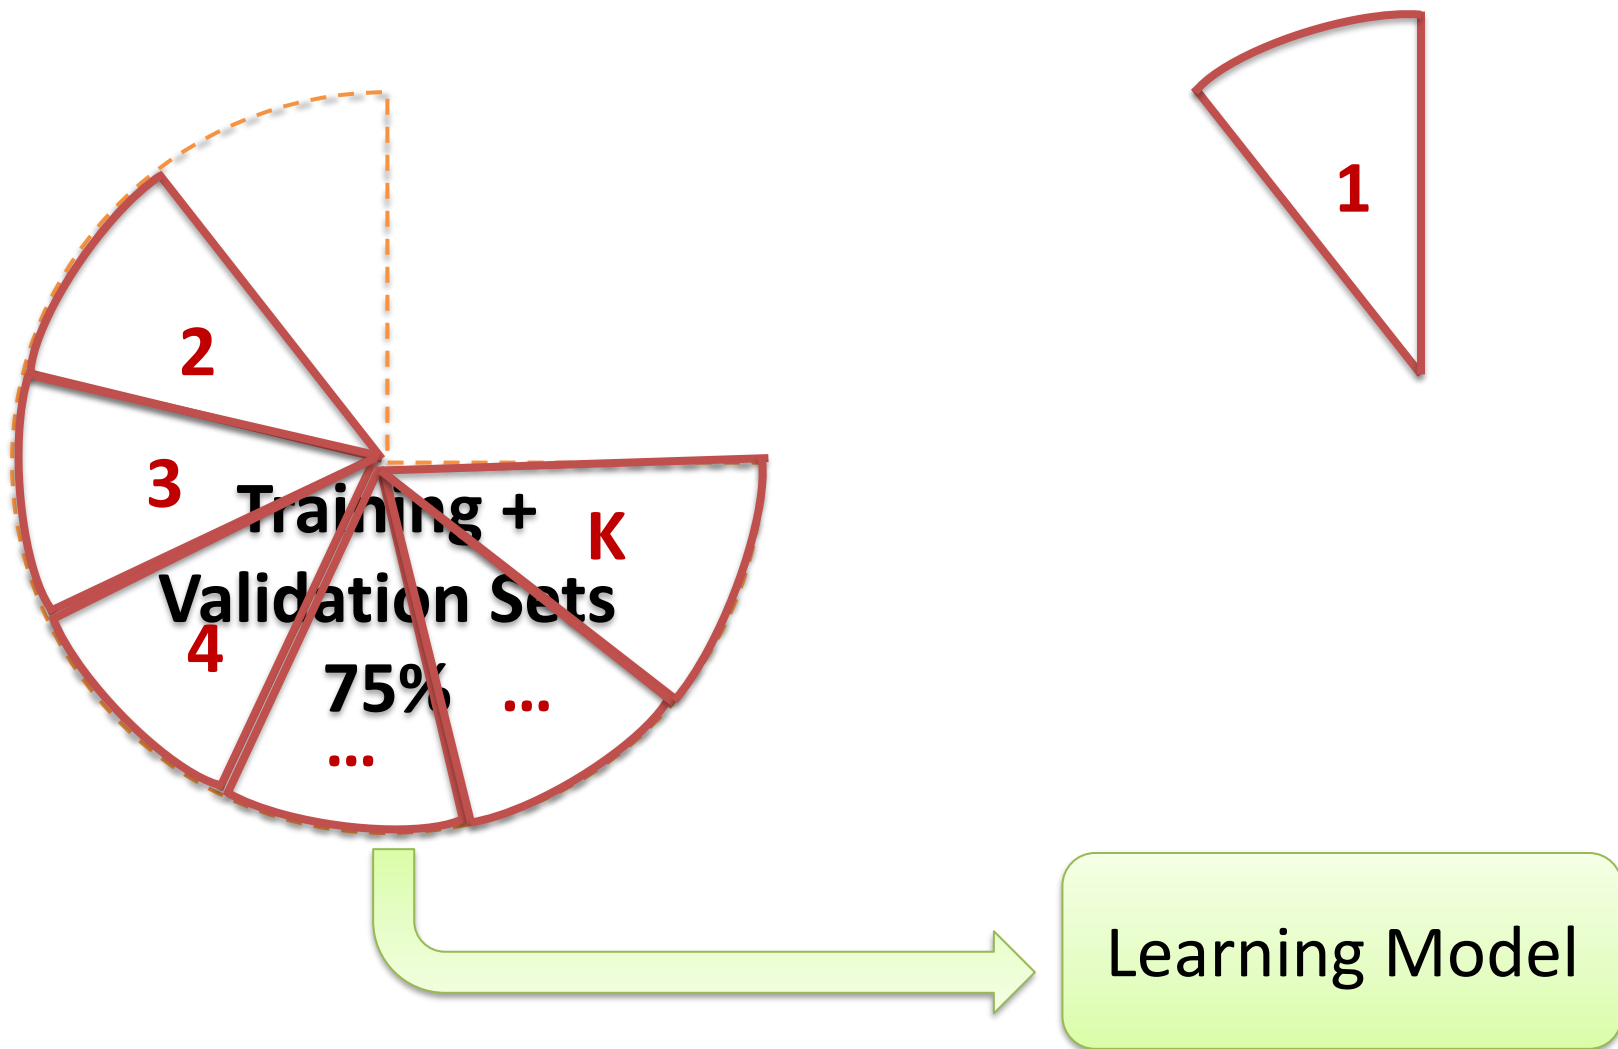 1
2
3
Training +
K
Validation Sets
4
75%
...
...
Learning Model